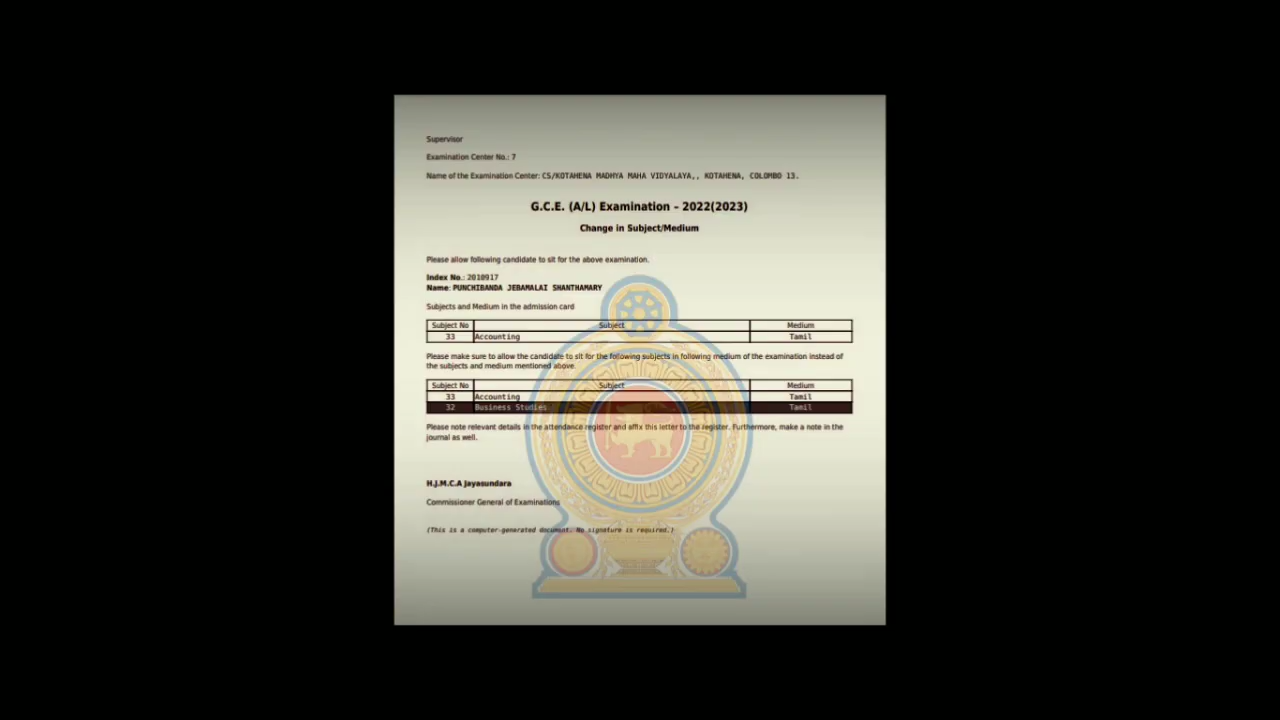 Supervisor
Examination Center No.: 7
Name of the Examination Center: CS/KOTAHENA MADHYA MAHA VIDYALAYA,, KOTAHENA, COLOMBO 13.
G.C.E. (A/L) Examination – 2022(2023)
Change in Subject/Medium
Please allow following candidate to sit for the above examination.
Index No.: 2010917
Name: PUNCHIBANDA JEBAMALAI SHANTHAMARY
Subjects and Medium in the admission card
Subject No Subject Medium
33 Accounting Tamil
Please make sure to allow the candidate to sit for the following subjects in following medium of the examination instead of
the subjects and medium mentioned above.
Subject No Subject Medium
33 Accounting Tamil
32 Business Studies Tamil
Please note relevant details in the attendance register and affix this letter to the register. Furthermore, make a note in the
journal as well.
H.J.M.C.A Jayasundara
Commissioner General of Examinations
(This is a computer-generated document. No signature is required.)